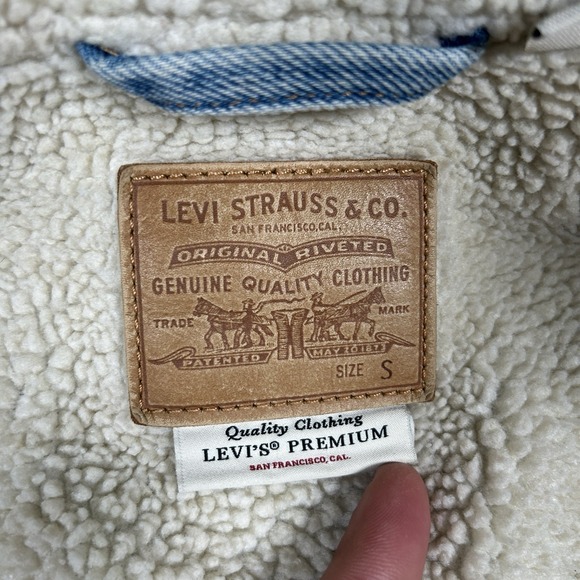 LEVI STRAUSS & CO.
SAN FRANCISCO, CAL.
ORIGINAL RIVETED
GENUINE QUALITY CLOTHING
TRADE MARK
PATENTED MAY 20 1873
SIZE S
Quality Clothing
LEVI'S® PREMIUM
SAN FRANCISCO, CAL.